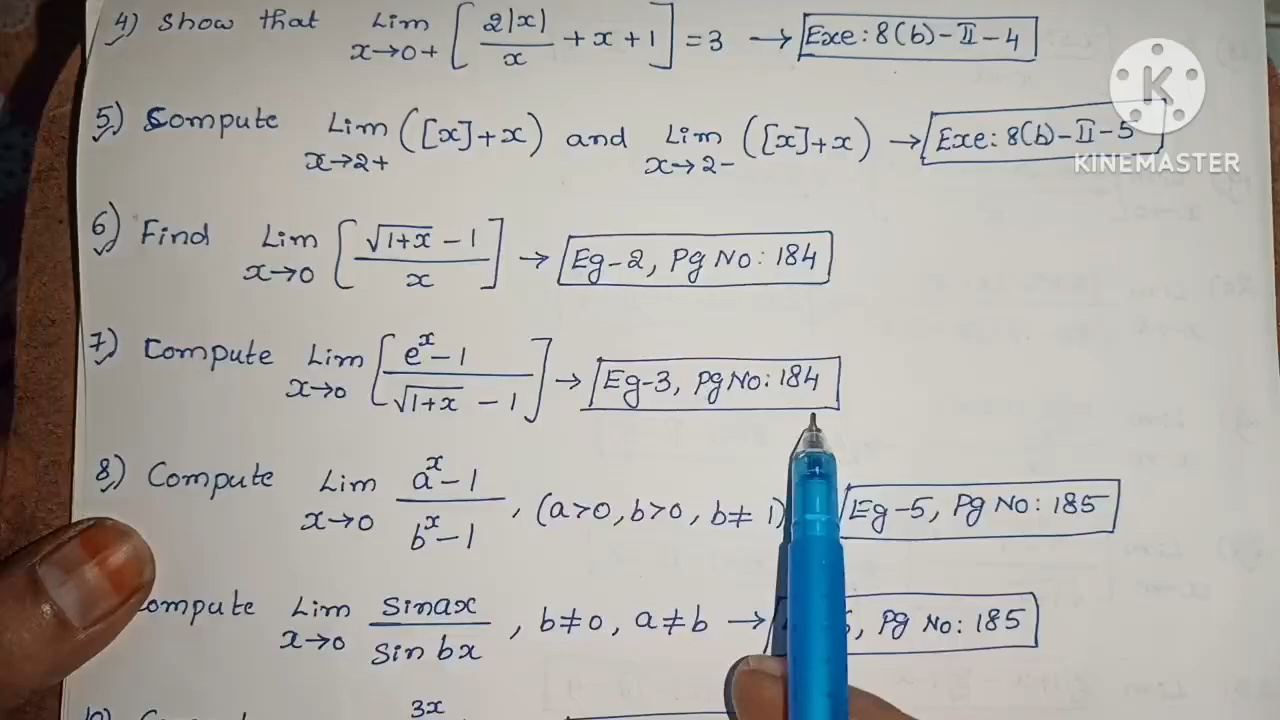 4) Show that Lim x→0+ [ 2|x| / x + x + 1 ] = 3 → Exe: 8(b)-II-4
5) Compute Lim x→2+ ([x]+x) and Lim x→2- ([x]+x) → Exe: 8(b)-II-5
K
KINEMASTER
6) Find Lim x→0 [ √1+x - 1 / x ] → Eg-2, Pg No: 184
7) Compute Lim x→0 [ e^x - 1 / √1+x - 1 ] → Eg-3, Pg No: 184
8) Compute Lim x→0 a^x - 1 / b^x - 1 , (a>0, b>0, b≠1) Eg-5, Pg No: 185
ompute Lim x→0 sinax / sin bx , b≠0, a≠b → 6, Pg No: 185
10) 3x